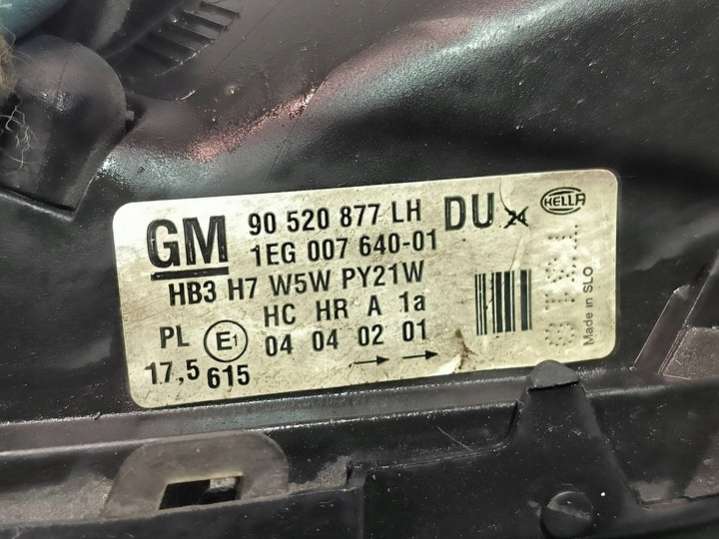 GM
90 520 877 LH DU
HELLA
1EG 007 640-01
HB3 H7 W5W PY21W
HC HR A 1a
PL E1 04 04 02 01
17,5 615
Made in SLO